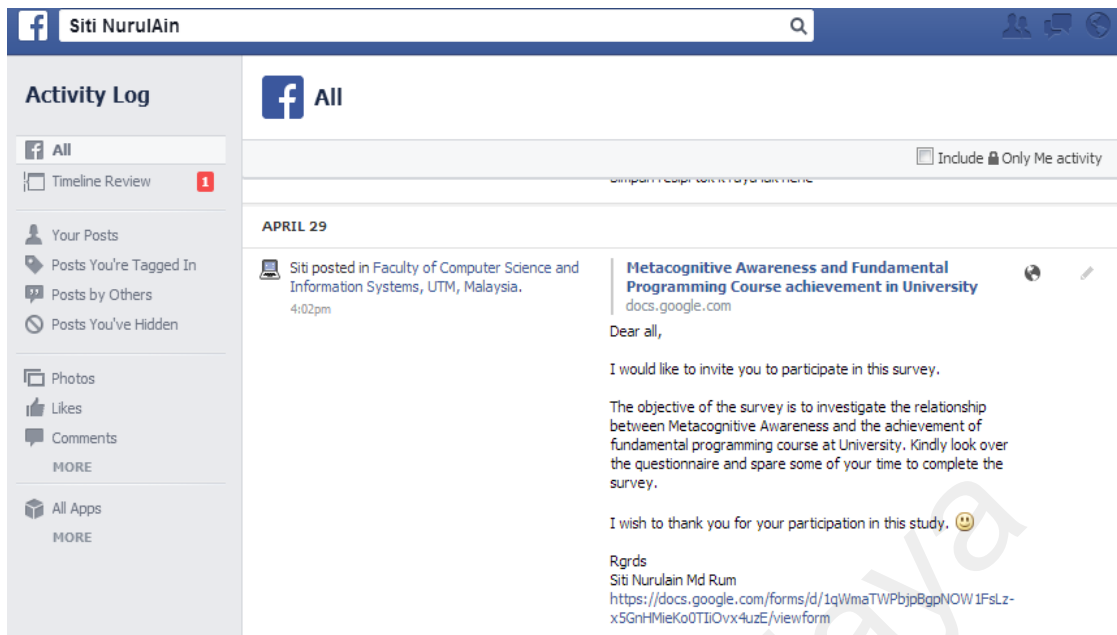 f
Siti NurulAin
Activity Log
All
Timeline Review 1
Your Posts
Posts You're Tagged In
Posts by Others
Posts You've Hidden
Photos
Likes
Comments
MORE
All Apps
MORE
f All
Include Only Me activity
APRIL 29
Siti posted in Faculty of Computer Science and
Information Systems, UTM, Malaysia.
4:02pm
Metacognitive Awareness and Fundamental
Programming Course achievement in University
docs.google.com
Dear all,
I would like to invite you to participate in this survey.
The objective of the survey is to investigate the relationship
between Metacognitive Awareness and the achievement of
fundamental programming course at University. Kindly look over
the questionnaire and spare some of your time to complete the
survey.
I wish to thank you for your participation in this study.
Rgrds
Siti Nurulain Md Rum
https://docs.google.com/forms/d/1qWmaTWPbjpBgpNOW1FsLz-
x5GnHMieKo0TIiOvx4uzE/viewform
aya